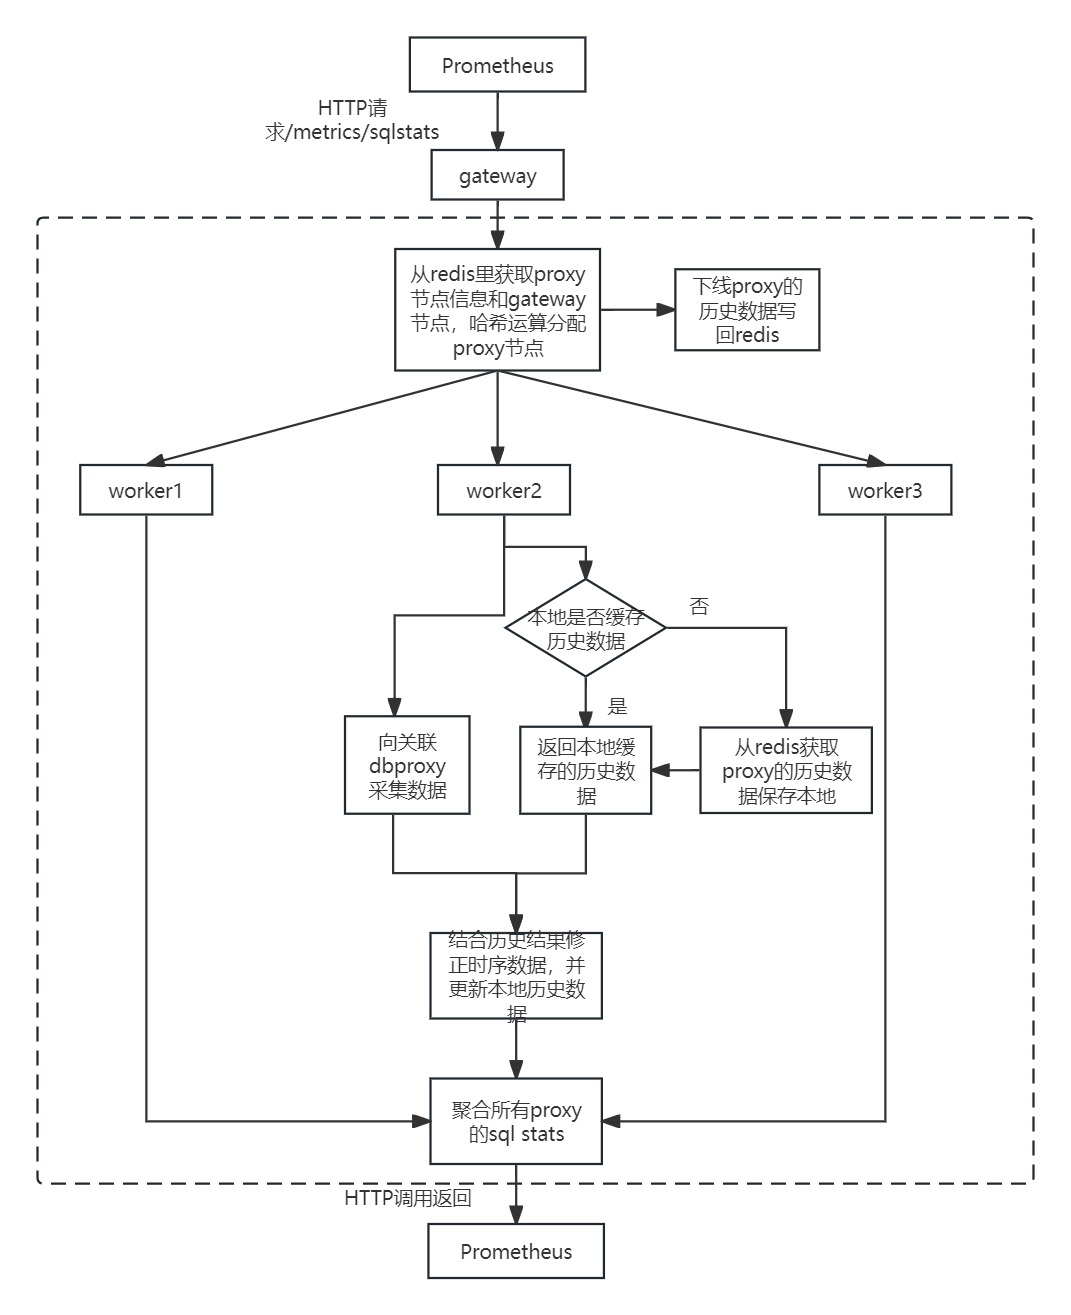 Prometheus
HTTP请
求/metrics/sqlstats
gateway
从redis里获取proxy
节点信息和gateway
节点，哈希运算分配
proxy节点
下线proxy的
历史数据写
回redis
worker1
worker2
worker3
本地是否缓存
历史数据
否
是
向关联
dbproxy
采集数据
返回本地缓
存的历史数
据
从redis获取
proxy的历史数
据保存本地
结合历史结果修
正时序数据，并
更新本地历史数
据
聚合所有proxy
的sql stats
HTTP调用返回
Prometheus